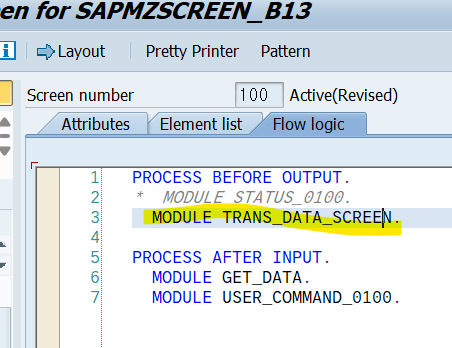 en for SAPMZSCREEN_B13
Layout Pretty Printer Pattern
Screen number 100 Active(Revised)
Attributes Element list Flow logic
1 PROCESS BEFORE OUTPUT.
2 * MODULE STATUS_0100.
3 MODULE TRANS_DATA_SCREEN.
4
5 PROCESS AFTER INPUT.
6 MODULE GET_DATA.
7 MODULE USER_COMMAND_0100.